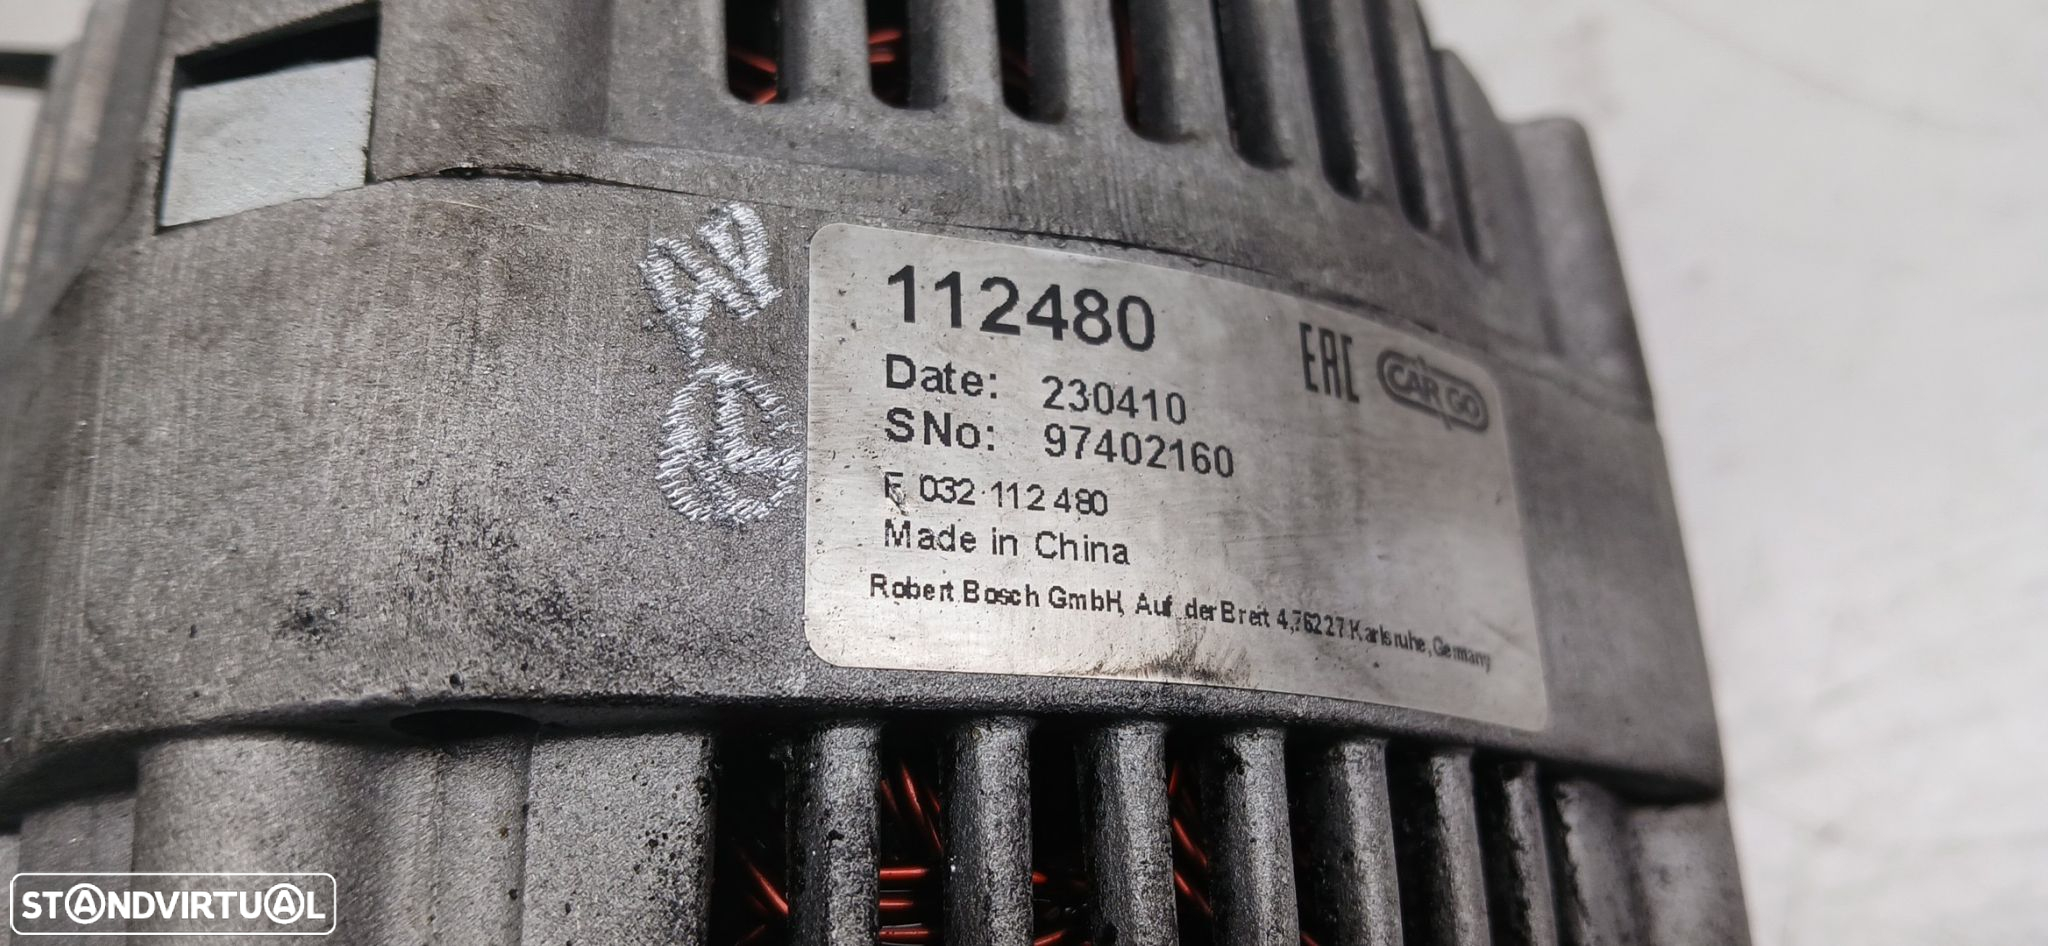 112480
EAC
CARGO
Date: 230410
SNo: 97402160
F 032 112 480
Made in China
Robert Bosch GmbH, Auf der Breit 4,76227 Karlsruhe, Germany
STANDVIRTUAL